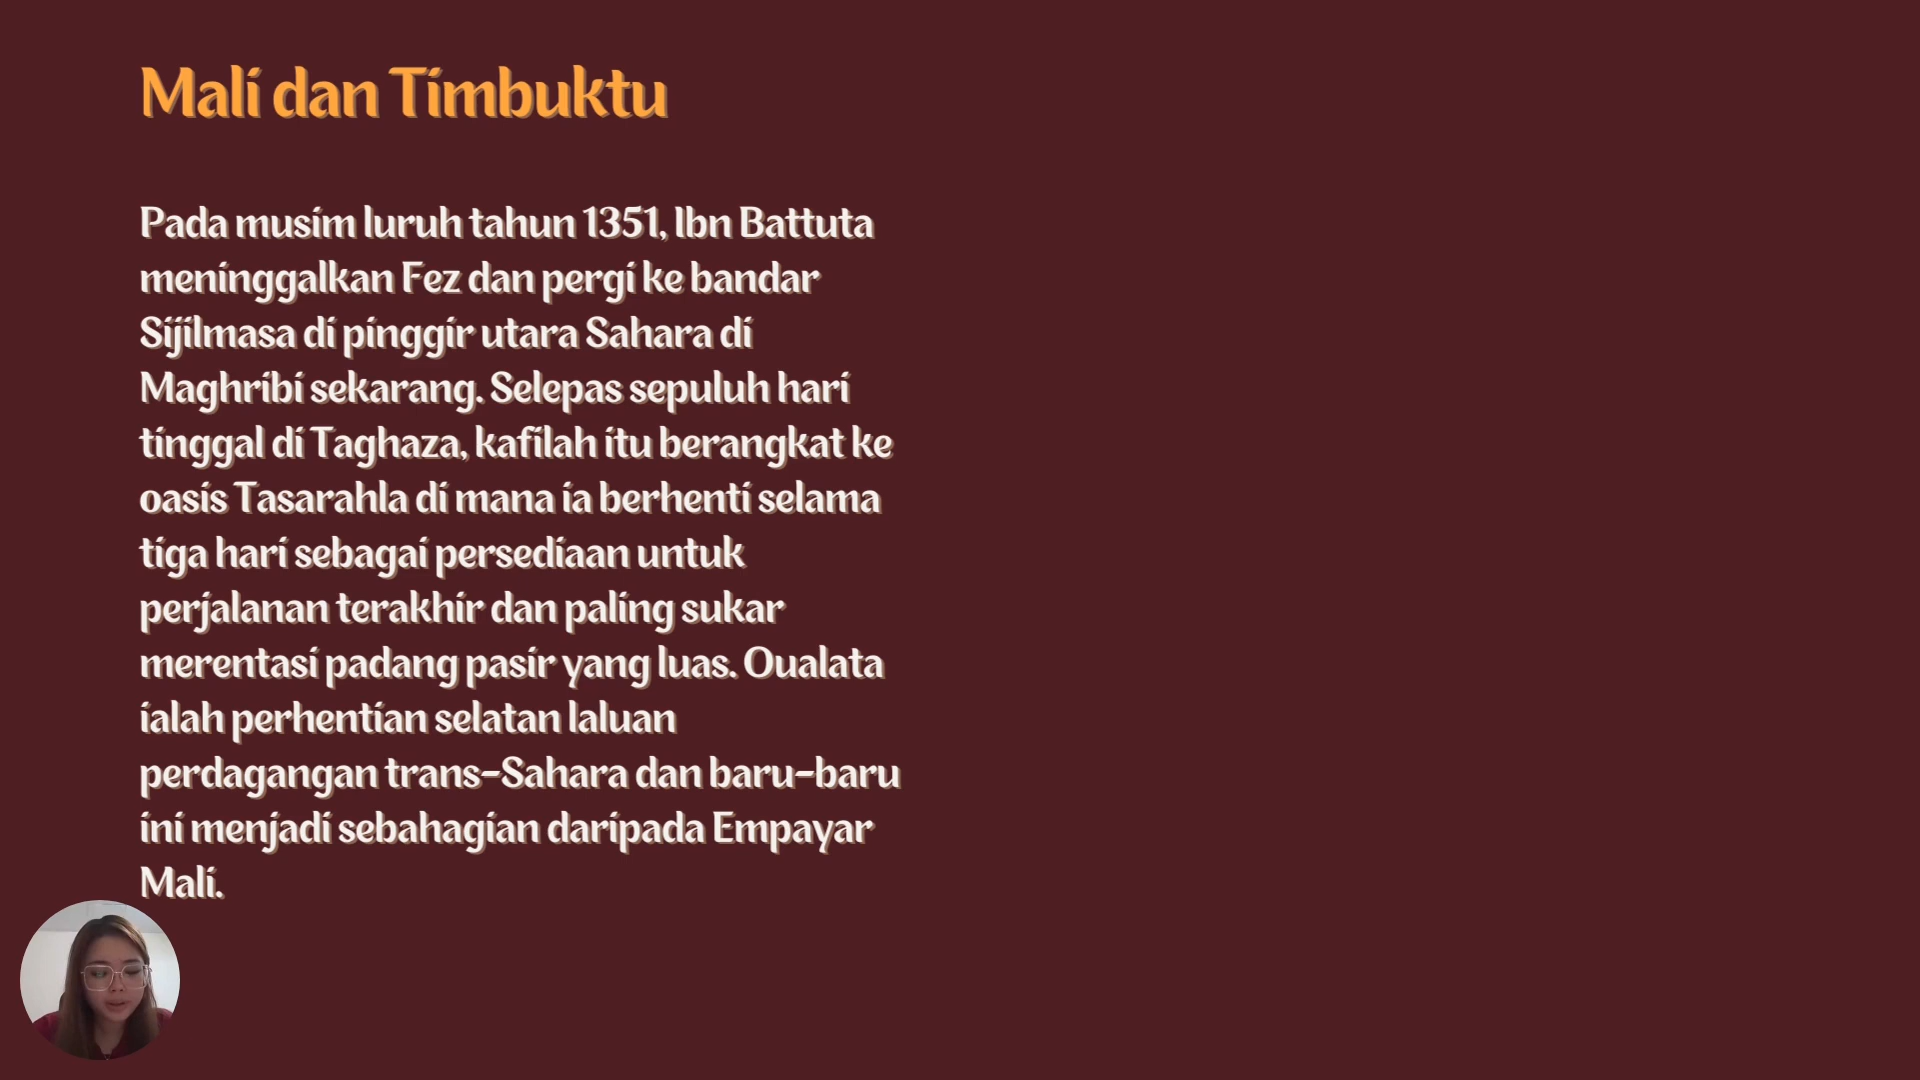 Mali dan Timbuktu
Pada musim luruh tahun 1351, Ibn Battuta
meninggalkan Fez dan pergi ke bandar
Sijilmasa di pinggir utara Sahara di
Maghribi sekarang. Selepas sepuluh hari
tinggal di Taghaza, kafilah itu berangkat ke
oasis Tasarahla di mana ia berhenti selama
tiga hari sebagai persediaan untuk
perjalanan terakhir dan paling sukar
merentasi padang pasir yang luas. Oualata
ialah perhentian selatan laluan
perdagangan trans-Sahara dan baru-baru
ini menjadi sebahagian daripada Empayar
Mali.